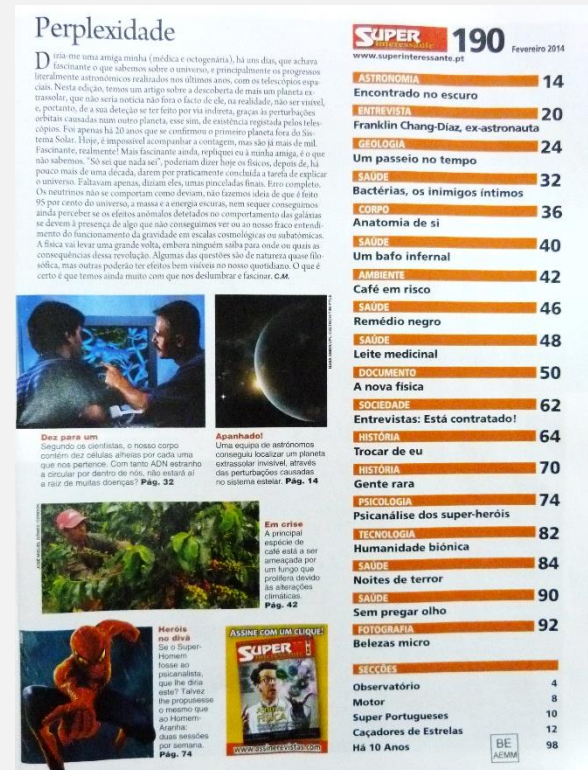 Perplexidade
Diria-me uma amiga minha (médica e octogenária), há uns dias, que achava
fascinante o que sabemos sobre o universo, e principalmente os progressos
literalmente astronómicos realizados nos últimos anos, com os telescópios espa-
ciais. Nesta edição, temos um artigo sobre a descoberta de mais um planeta ex-
trassolar, que não seria notícia não fora o facto de ele, na realidade, não ser visível,
e, portanto, de a sua deteção se ter feito por via indireta, graças às perturbações
orbitais causadas num outro planeta, esse sim, de existência registada pelos teles-
cópios. Foi apenas há 20 anos que se confirmou o primeiro planeta fora do Sis-
tema Solar. Hoje, é impossível acompanhar a contagem, mas são já mais de mil.
Fascinante, realmente! Mais fascinante ainda, repliquei eu à minha amiga, é o que
não sabemos. "Só sei que nada sei", poderiam dizer hoje os físicos, depois de, há
pouco mais de uma década, darem por praticamente concluída a tarefa de explicar
o universo. Faltavam apenas, diziam eles, umas pinceladas finais. Erro completo.
Os neutrinos não se comportam como deviam, não fazemos ideia de que é feito
95 por cento do universo, a massa e a energia escuras, nem sequer conseguimos
ainda perceber se os efeitos anómalos detetados no comportamento das galáxias
se devem à presença de algo que não conseguimos ver ou ao nosso fraco entendi-
mento do funcionamento da gravidade em escalas cosmológicas ou subatómicas.
A física vai levar uma grande volta, embora ninguém saiba para onde ou quais as
consequências dessa revolução. Algumas das questões são de natureza quase filo-
sófica, mas outras poderão ter efeitos bem visíveis no nosso quotidiano. O que é
certo é que temos ainda muito com que nos deslumbrar e fascinar. C.M.
Dez para um
Segundo os cientistas, o nosso corpo
contém dez células alheias por cada uma
que nos pertence. Com tanto ADN estranho
a circular por dentro de nós, não estará aí
a raiz de muitas doenças? Pág. 32
Apanhado!
Uma equipa de astrónomos
conseguiu localizar um planeta
extrassolar invisível, através
das perturbações causadas
no sistema estelar. Pág. 14
Em crise
A principal
espécie de
café está a ser
ameaçada por
um fungo que
prolifera devido
às alterações
climáticas.
Pág. 42
Heróis
no divã
Se o Super-
Homem
fosse ao
psicanalista,
que lhe diria
este? Talvez
lhe propusesse
o mesmo que
ao Homem-
Aranha:
duas sessões
por semana.
Pág. 74
ASSINE COM UM CLIQUE!
SUPER
FÍSICA
www.assinerevistas.com
SUPER interessante 190 Fevereiro 2014
www.superinteressante.pt
ASTRONOMIA 14
Encontrado no escuro
ENTREVISTA 20
Franklin Chang-Díaz, ex-astronauta
GEOLOGIA 24
Um passeio no tempo
SAÚDE 32
Bactérias, os inimigos íntimos
CORPO 36
Anatomia de si
SAÚDE 40
Um bafo infernal
AMBIENTE 42
Café em risco
SAÚDE 46
Remédio negro
SAÚDE 48
Leite medicinal
DOCUMENTO 50
A nova física
SOCIEDADE 62
Entrevistas: Está contratado!
HISTÓRIA 64
Trocar de eu
HISTÓRIA 70
Gente rara
PSICOLOGIA 74
Psicanálise dos super-heróis
TECNOLOGIA 82
Humanidade biónica
SAÚDE 84
Noites de terror
SAÚDE 90
Sem pregar olho
FOTOGRAFIA 92
Belezas micro
SECÇÕES
Observatório 4
Motor 8
Super Portugueses 10
Caçadores de Estrelas 12
Há 10 Anos 98
BE
AEMM